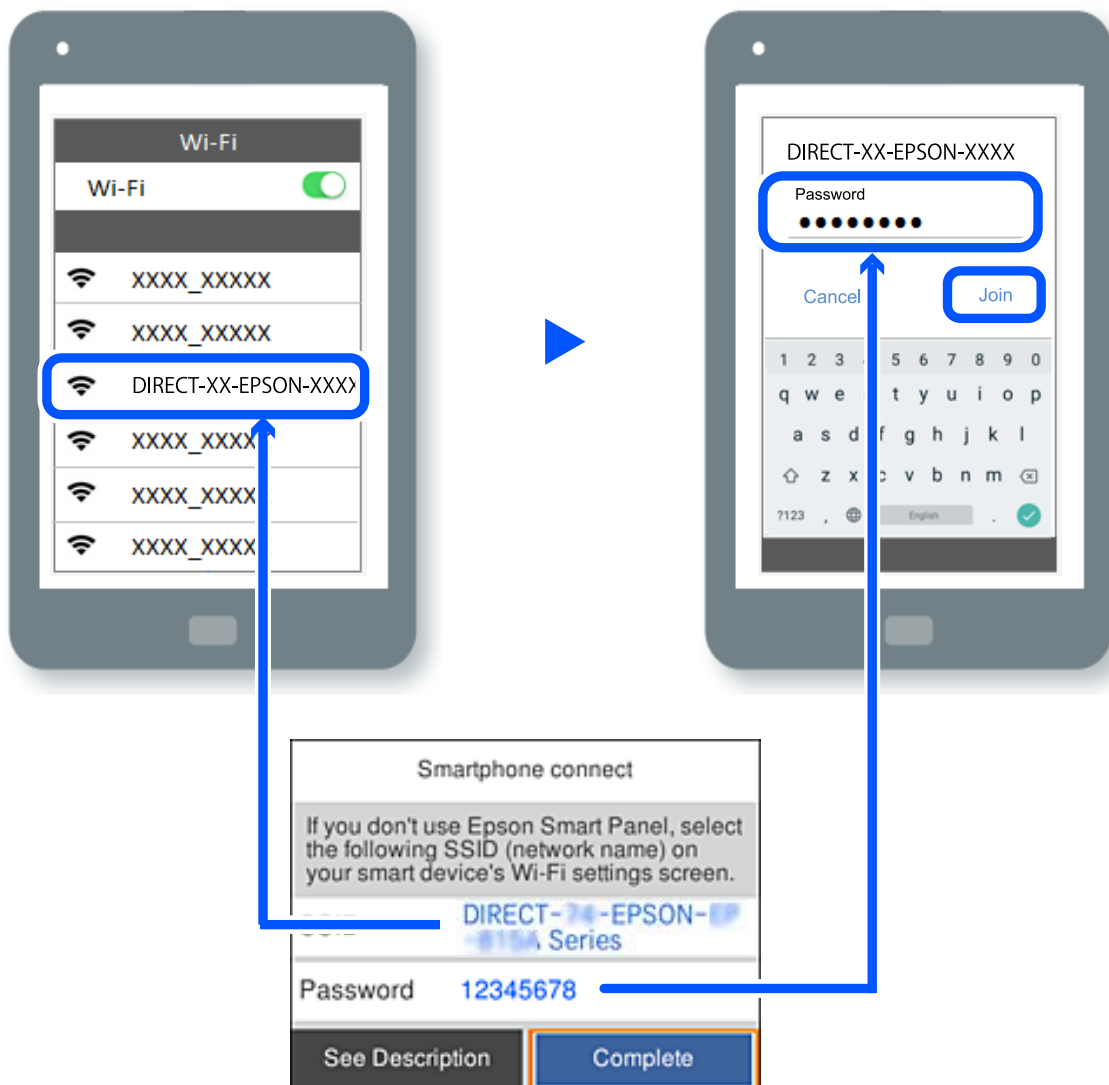 Wi-Fi
Wi-Fi
XXXX_XXXXX
XXXX_XXXXX
DIRECT-XX-EPSON-XXXX
XXXX_XXXX
XXXX_XXXX
XXXX_XXXX
DIRECT-XX-EPSON-XXXX
Password
••••••••
Cancel
Join
1 2 3 5 6 7 8 9 0
q w e t y u i o p
a s d f g h j k l
z x c v b n m
?123 , English .
Smartphone connect
If you don't use Epson Smart Panel, select
the following SSID (network name) on
your smart device's Wi-Fi settings screen.
DIRECT- -EPSON-
Series
Password 12345678
See Description Complete